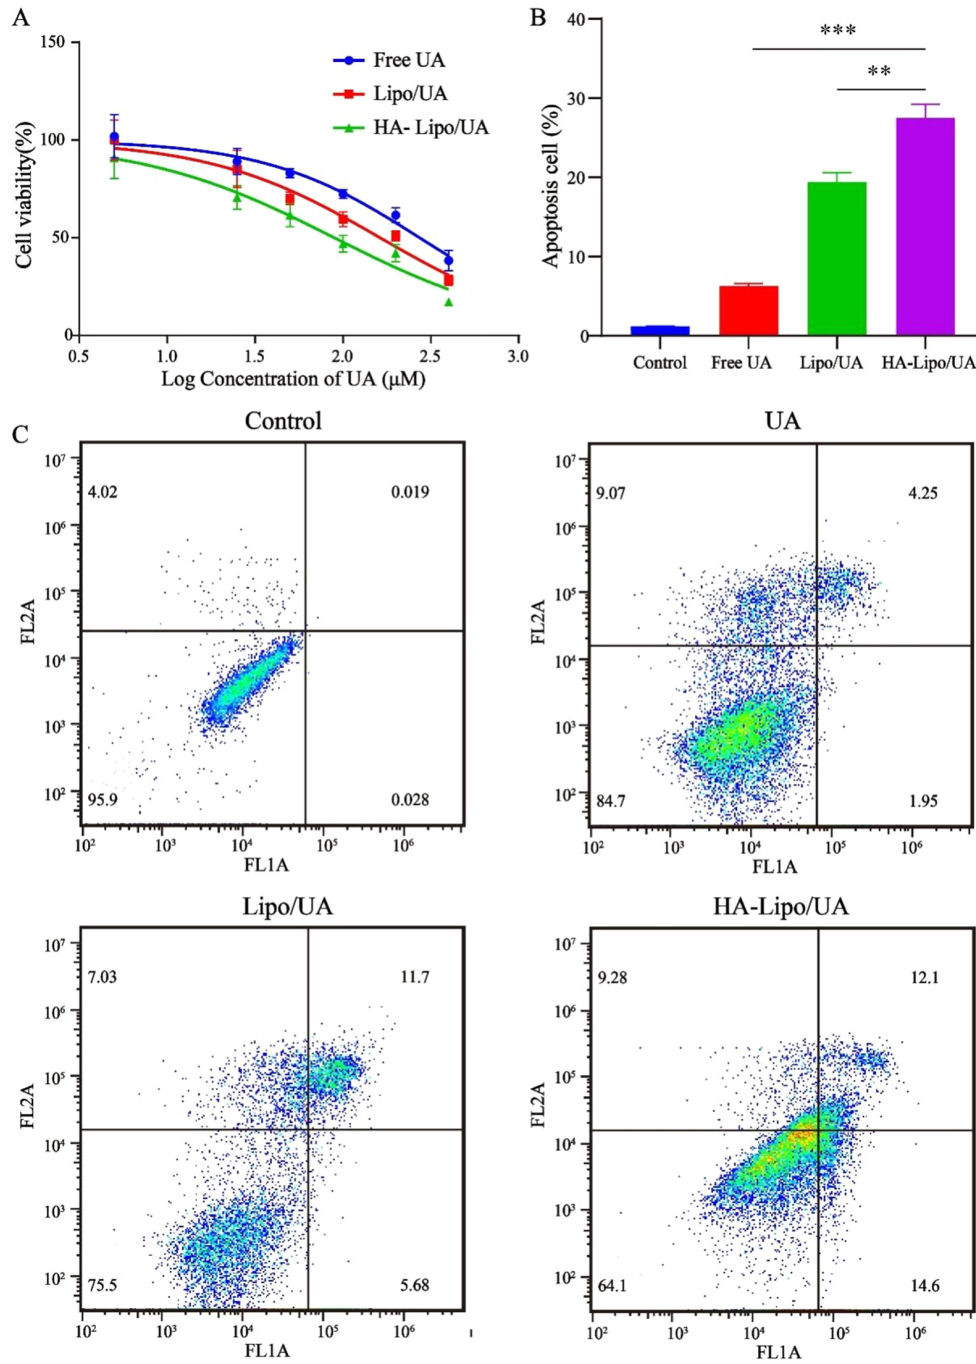 A
150
100
50
0
Cell viability(%)
Free UA
Lipo/UA
HA- Lipo/UA
0.5 1.0 1.5 2.0 2.5 3.0
Log Concentration of UA (μM)
B
40
30
20
10
0
Apoptosis cell (%)
***
**
Control Free UA Lipo/UA HA-Lipo/UA
C
Control
10⁷
10⁶
10⁵
10⁴
10³
10²
FL2A
4.02 0.019
95.9 0.028
10² 10³ 10⁴ 10⁵ 10⁶
FL1A
UA
10⁷
10⁶
10⁵
10⁴
10³
10²
FL2A
9.07 4.25
84.7 1.95
10² 10³ 10⁴ 10⁵ 10⁶
FL1A
Lipo/UA
10⁷
10⁶
10⁵
10⁴
10³
10²
FL2A
7.03 11.7
75.5 5.68
10² 10³ 10⁴ 10⁵ 10⁶
FL1A
HA-Lipo/UA
10⁷
10⁶
10⁵
10⁴
10³
10²
FL2A
9.28 12.1
64.1 14.6
10² 10³ 10⁴ 10⁵ 10⁶
FL1A